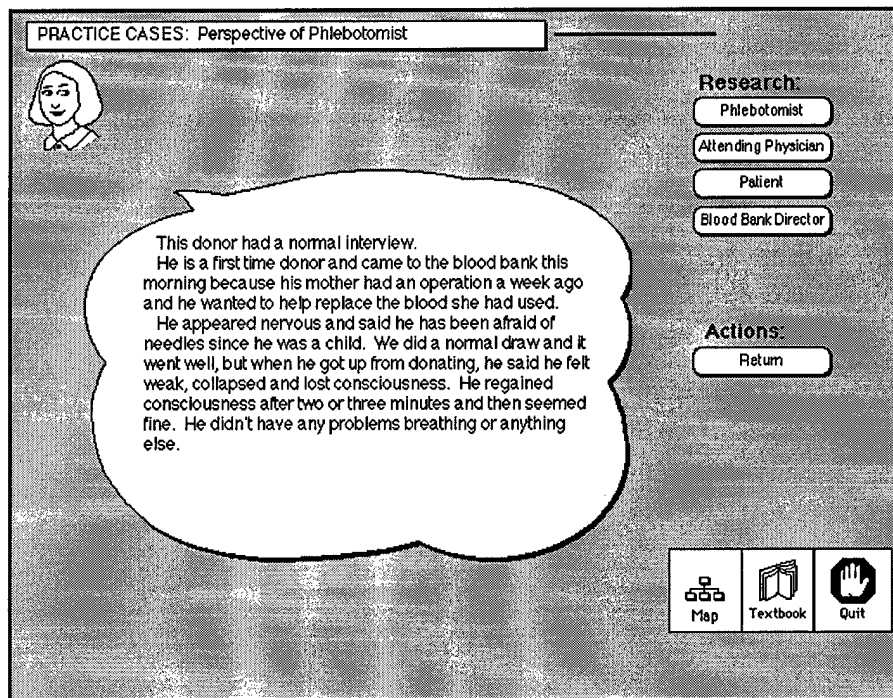 PRACTICE CASES: Perspective of Phlebotomist
Research:
Phlebotomist
Attending Physician
Patient
Blood Bank Director
This donor had a normal interview.
He is a first time donor and came to the blood bank this
morning because his mother had an operation a week ago
and he wanted to help replace the blood she had used.
He appeared nervous and said he has been afraid of
needles since he was a child. We did a normal draw and it
went well, but when he got up from donating, he said he felt
weak, collapsed and lost consciousness. He regained
consciousness after two or three minutes and then seemed
fine. He didn't have any problems breathing or anything
else.
Actions:
Return
Map
Textbook
Quit